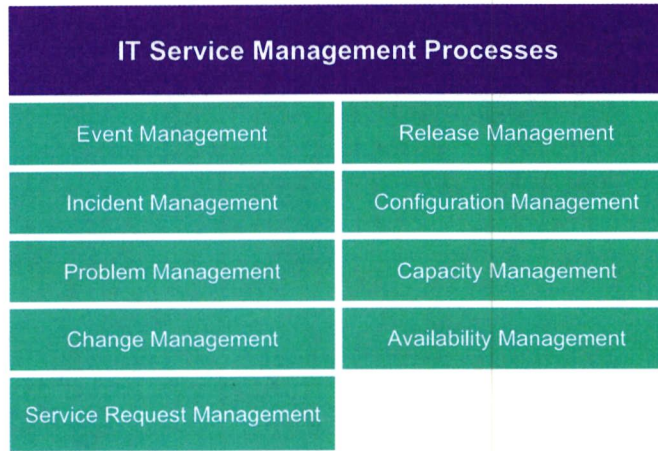 IT Service Management Processes
Event Management
Release Management
Incident Management
Configuration Management
Problem Management
Capacity Management
Change Management
Availability Management
Service Request Management